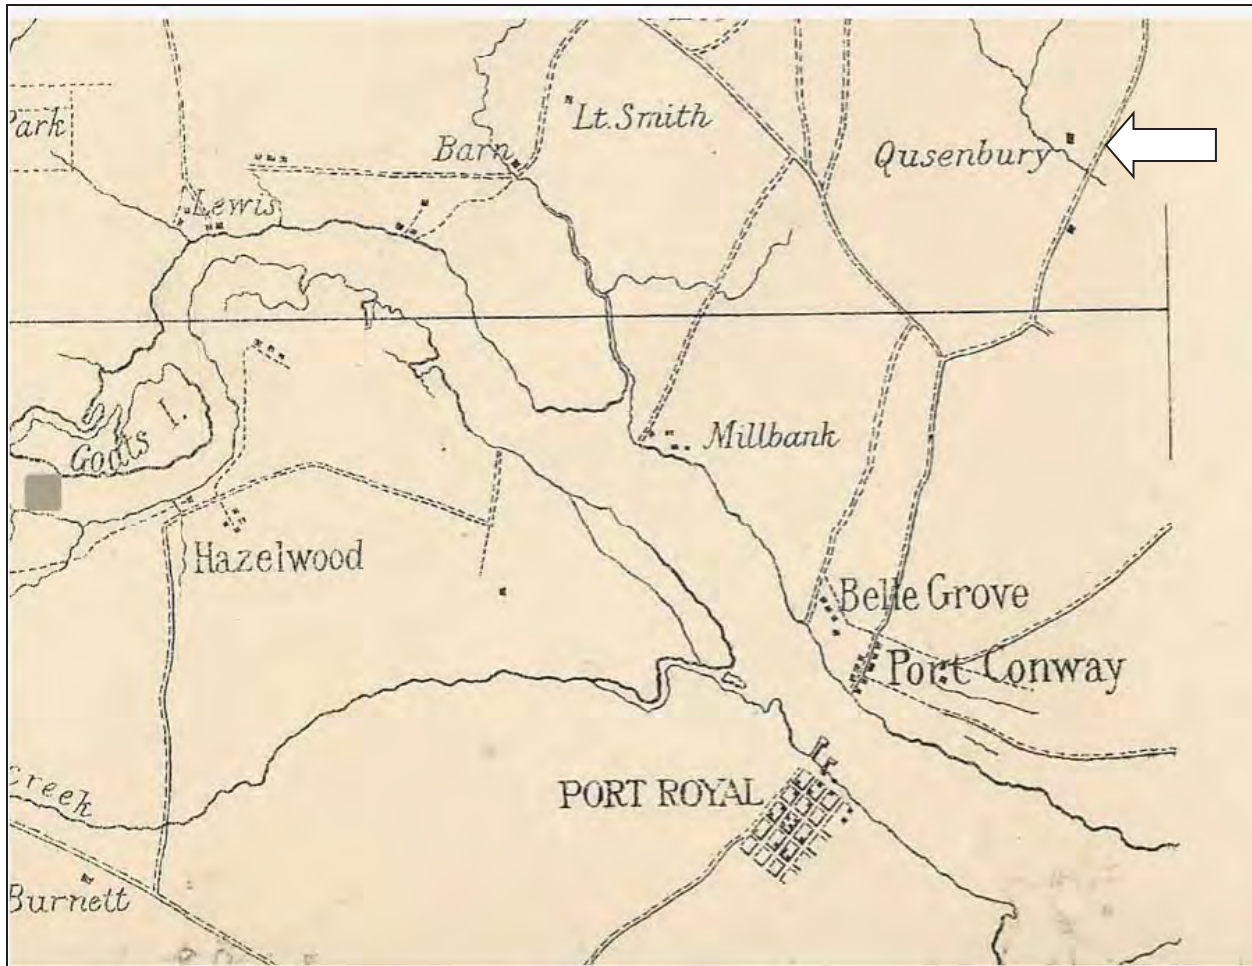 Park
Lt. Smith
Barn
Qusenbury
Lewis
Goats I.
Millbank
Hazelwood
Belle Grove
Port Conway
PORT ROYAL
Creek
Burnett